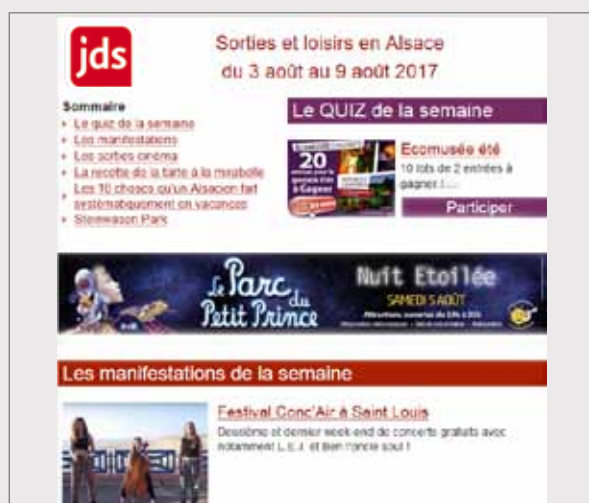 jds
Sorties et loisirs en Alsace
du 3 août au 9 août 2017
Sommaire
Le quiz de la semaine
Les manifestations
Les sorties cinéma
La recette de la tarte à la mirabelle
Les 10 choses qu'un Alsacien fait
systématiquement en vacances
Steinwasen Park
Le QUIZ de la semaine
20
à Gagner
Ecomusée été
10 lots de 2 entrées à
gagner !...
Participer
Le Parc
du
Petit Prince
Nuit Etoilée
SAMEDI 5 AOÛT
Les manifestations de la semaine
Festival Conc'Air à Saint Louis
Deuxième et dernier week-end de concerts gratuits avec
notamment L.E.J. et Ben l'oncle soul !